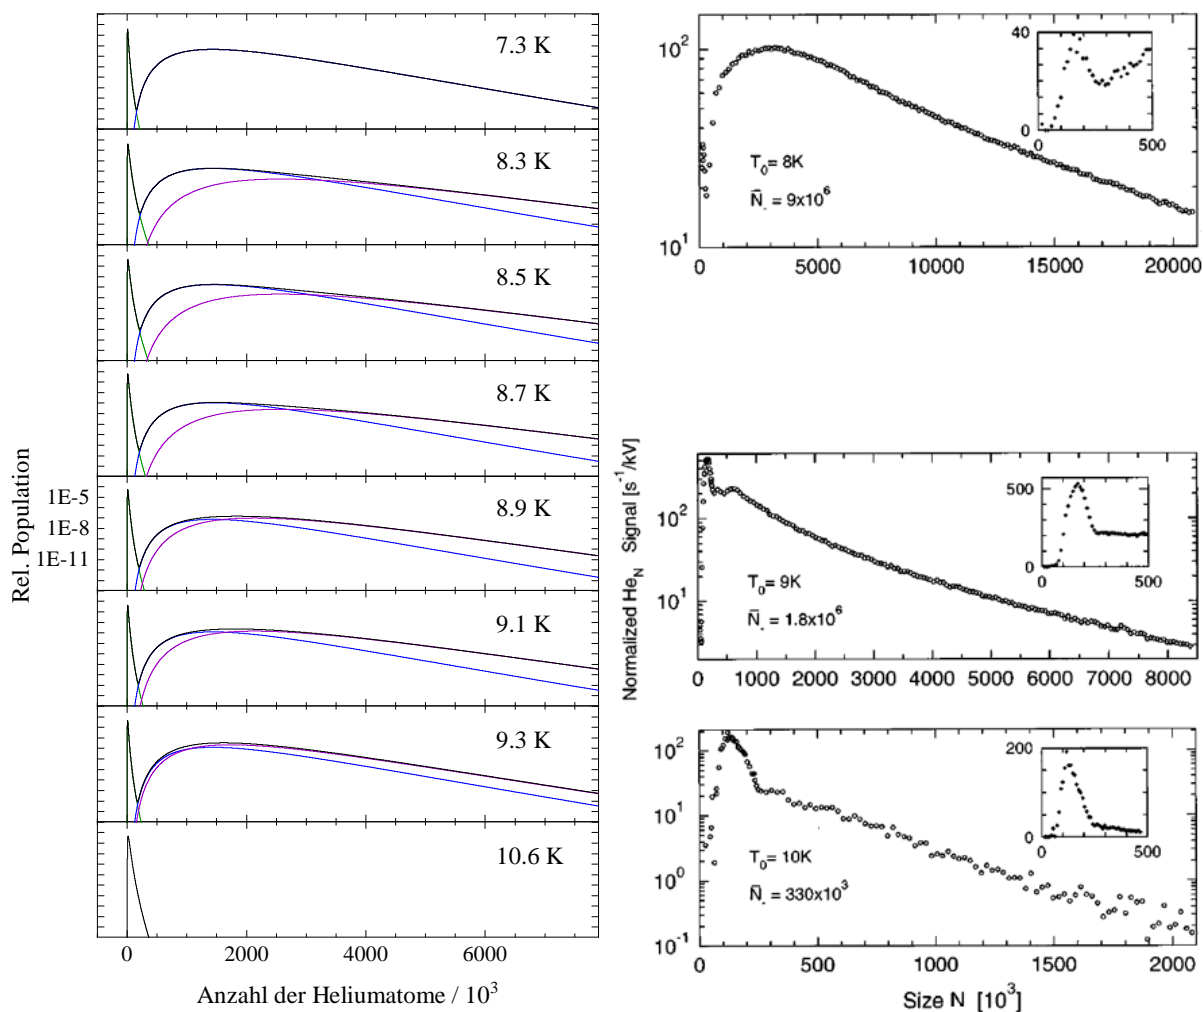 7.3 K
8.3 K
8.5 K
8.7 K
8.9 K
9.1 K
9.3 K
10.6 K
Rel. Population
1E-5
1E-8
1E-11
0 2000 4000 6000
Anzahl der Heliumatome / 10³
10²
10¹
T₀= 8K
N̄₋ = 9x10⁶
40
0
0 500
0 5000 10000 15000 20000
Normalized He_N Signal [s⁻¹/kV]
10²
10¹
T₀= 9K
N̄₋ = 1.8x10⁶
500
0
0 500
0 1000 2000 3000 4000 5000 6000 7000 8000
10²
10¹
10⁰
10⁻¹
T₀= 10K
N̄₋ = 330x10³
200
0
0 500
0 500 1000 1500 2000
Size N [10³]